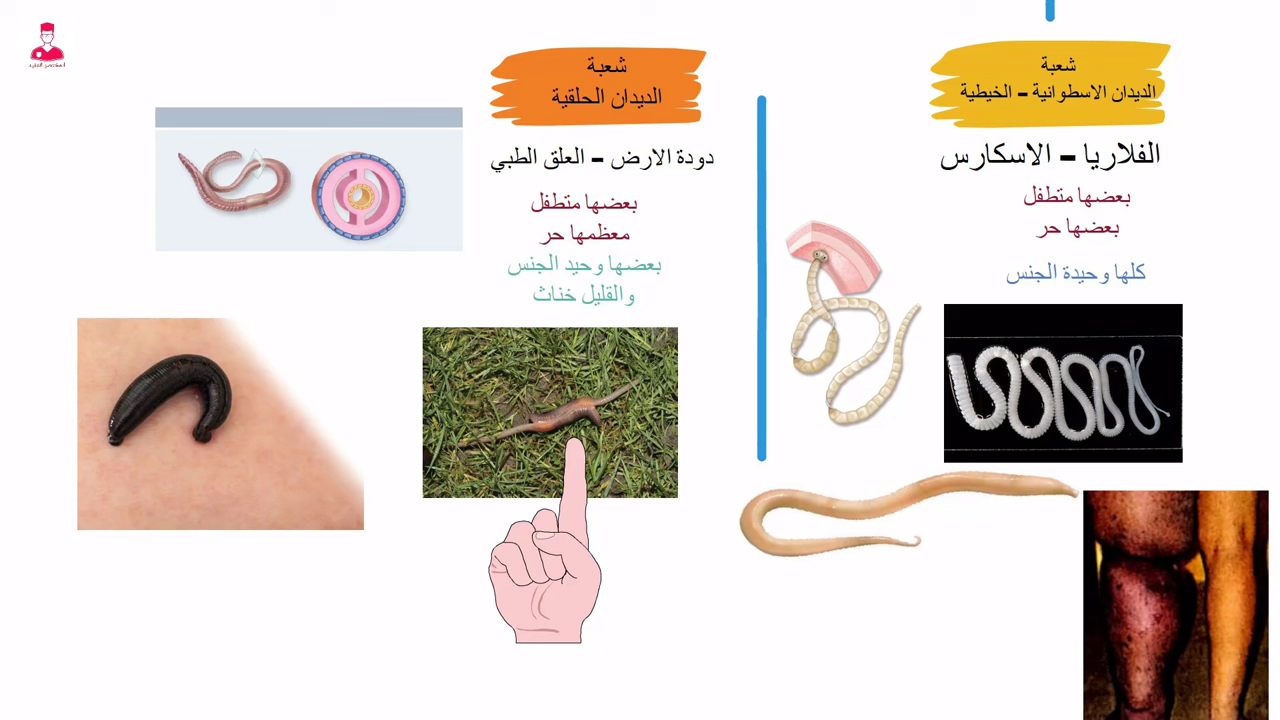 شعبة
الديدان الاسطوانية – الخيطية
الفلاريا – الاسكارس
بعضها متطفل
بعضها حر
كلها وحيدة الجنس
شعبة
الديدان الحلقية
دودة الارض – العلق الطبي
بعضها متطفل
معظمها حر
بعضها وحيد الجنس
والقليل خناث